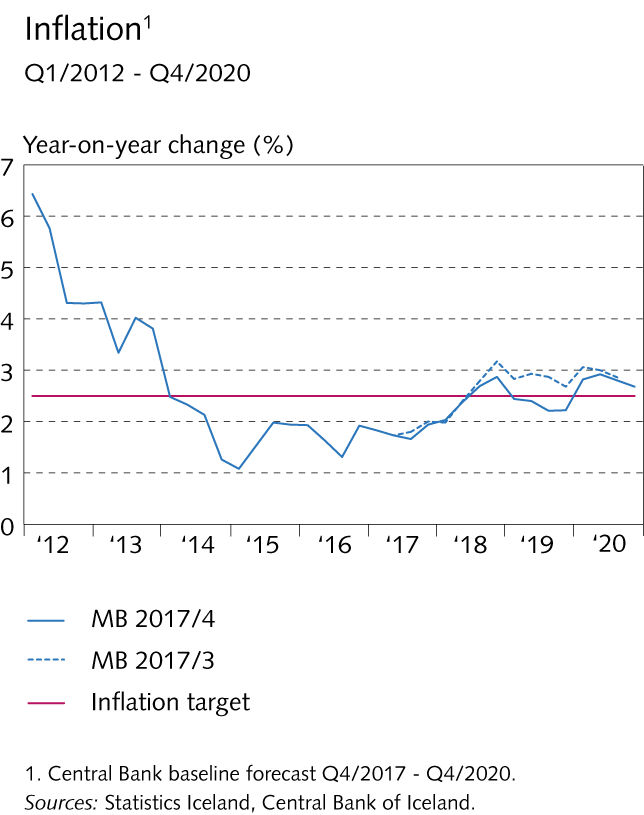 Inflation¹
Q1/2012 - Q4/2020
Year-on-year change (%)
7
6
5
4
3
2
1
0
‘12 ‘13 ‘14 ‘15 ‘16 ‘17 ‘18 ‘19 ‘20
MB 2017/4
MB 2017/3
Inflation target
1. Central Bank baseline forecast Q4/2017 - Q4/2020.
Sources: Statistics Iceland, Central Bank of Iceland.